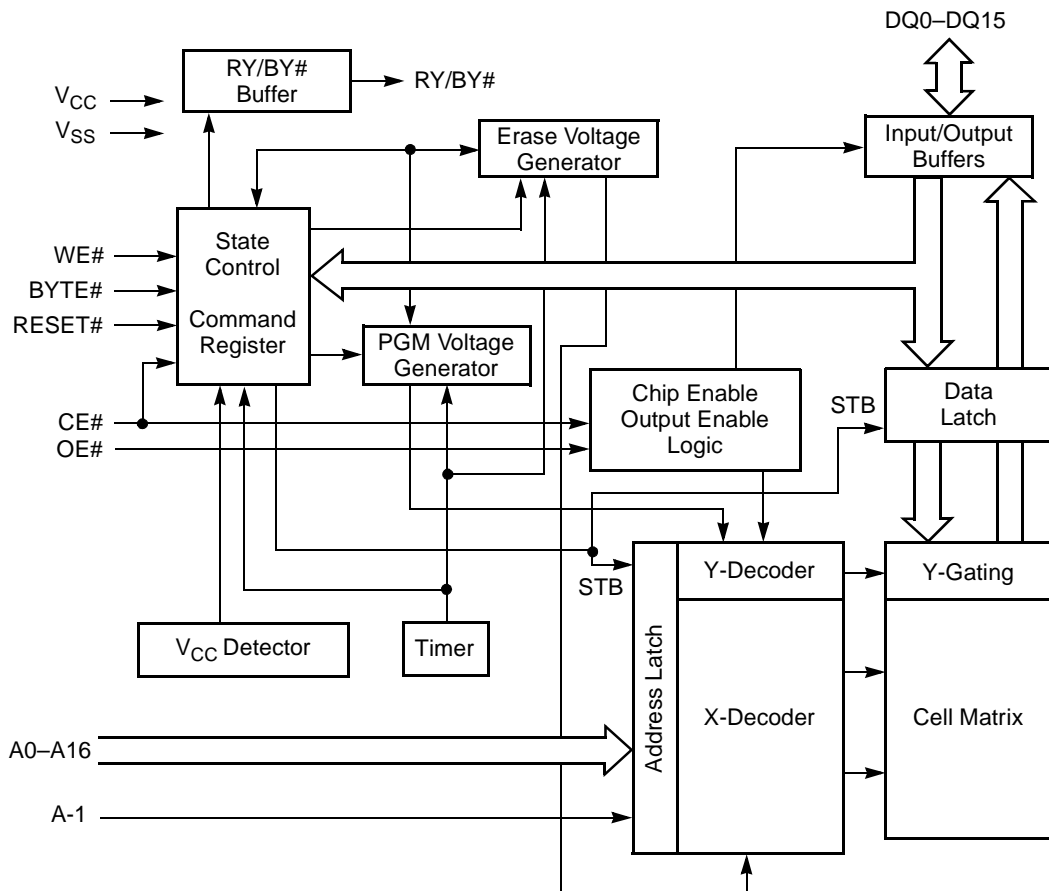 DQ0–DQ15
RY/BY#
Buffer
RY/BY#
VCC
VSS
Erase Voltage
Generator
Input/Output
Buffers
State
Control
Command
Register
WE#
BYTE#
RESET#
PGM Voltage
Generator
Chip Enable
Output Enable
Logic
STB
Data
Latch
CE#
OE#
STB
Address Latch
Y-Decoder
Y-Gating
VCC Detector
Timer
X-Decoder
Cell Matrix
A0–A16
A-1